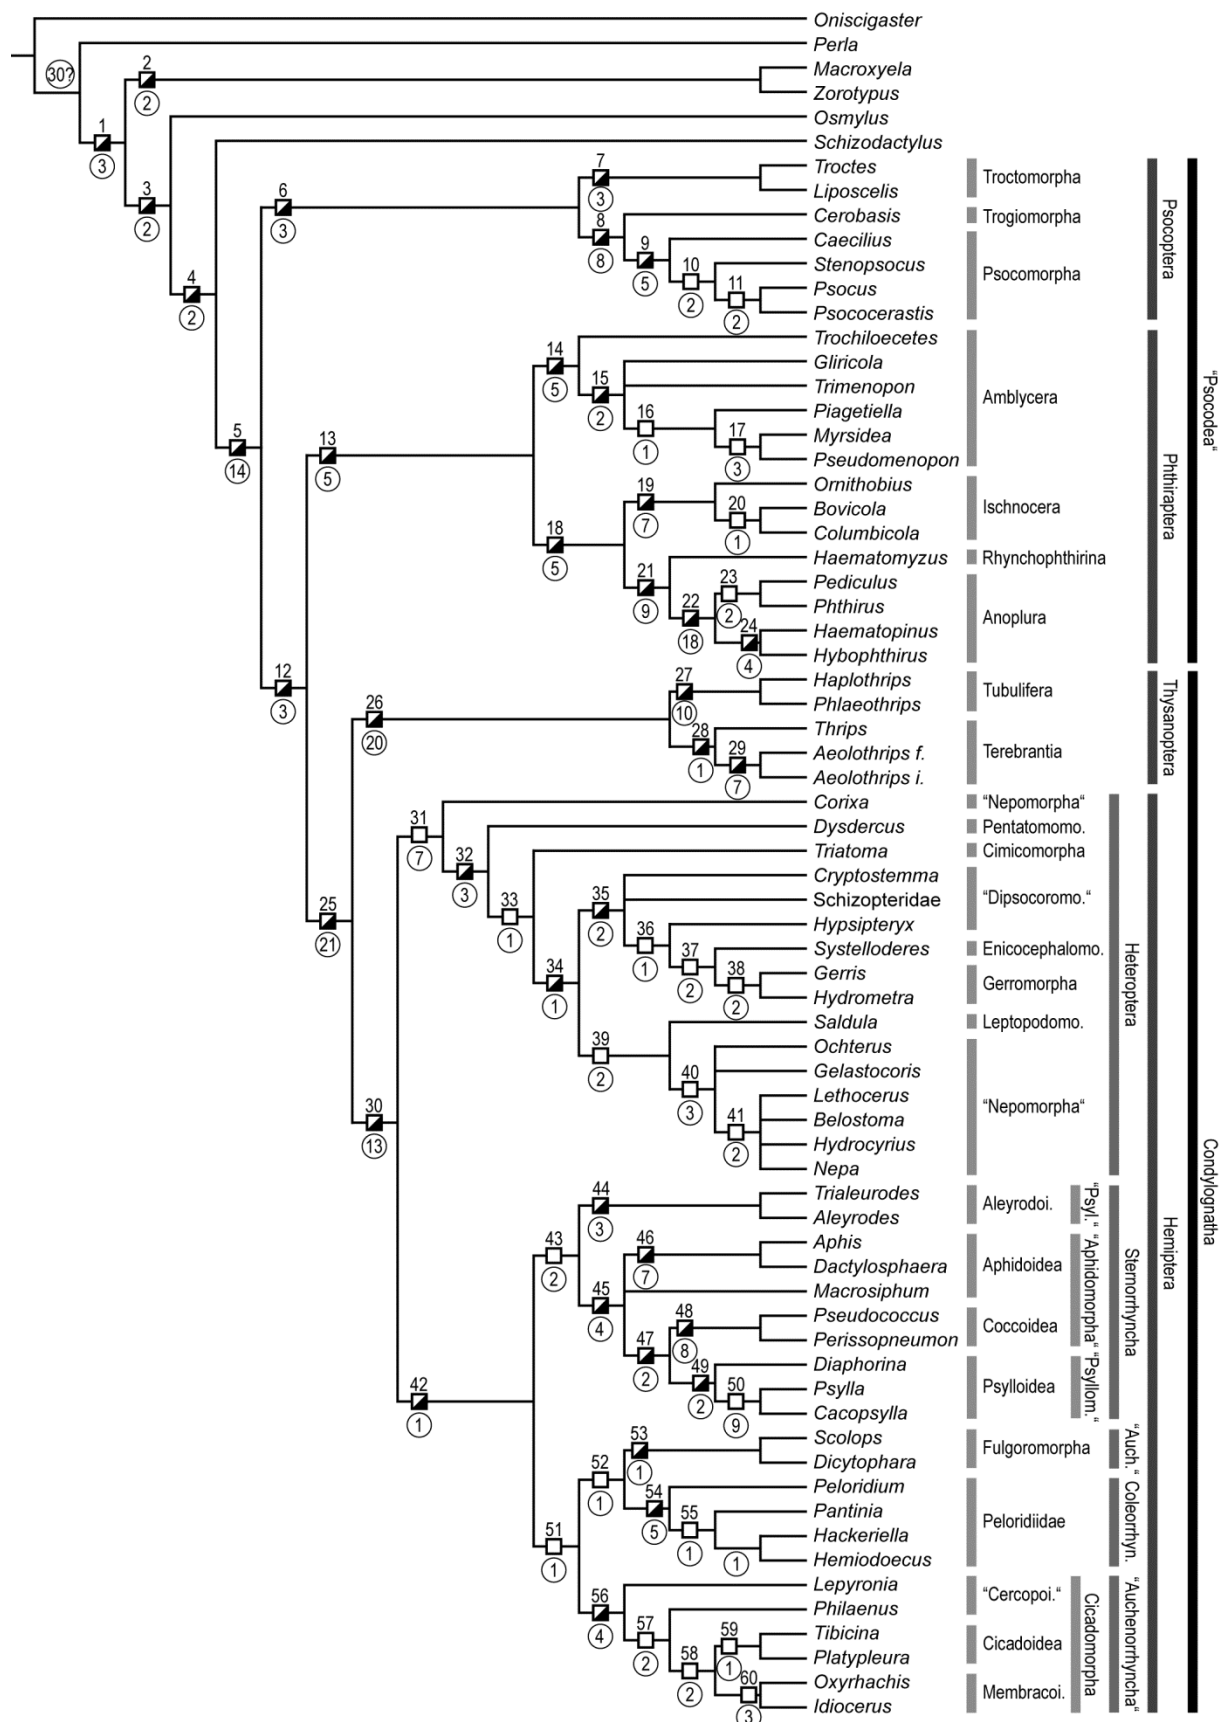 Oniscigaster
Perla
30?
2
Macroxyela
2
Zorotypus
1
Osmylus
3
Schizodactylus
3
2
7
Troctes
Troctomorpha
6
3
Liposcelis
3
8
Cerobasis
Trogiomorpha
8
9
Caecilius
4
5
10
Stenopsocus
Psocomorpha
2
2
11
Psocus
2
Psococerastis
Psocoptera
14
Trochiloecetes
5
15
Gliricola
2
Trimenopon
Amblycera
16
Piagetiella
1
17
Myrsidea
5
13
3
Pseudomenopon
14
5
19
Ornithobius
7
20
Bovicola
Ischnocera
18
1
Columbicola
5
21
Haematomyzus
Rhynchophthirina
9
23
Pediculus
22
2
Phthirus
Anoplura
18
24
Haematopinus
4
Hybophthirus
Phthiraptera
"Psocodea"
12
27
Haplothrips
Tubulifera
3
26
10
Phlaeothrips
20
28
Thrips
1
29
Aeolothrips f.
Terebrantia
7
Aeolothrips i.
Thysanoptera
31
Corixa
"Nepomorpha"
7
32
Dysdercus
Pentatomomo.
3
33
Triatoma
Cimicomorpha
1
35
Cryptostemma
25
2
Schizopteridae
"Dipsocoromo."
21
36
Hypsipteryx
1
37
Systelloderes
Enicocephalomo.
34
2
38
Gerris
Gerromorpha
1
2
Hydrometra
39
Saldula
Leptopodomo.
2
Ochterus
40
Gelastocoris
3
Lethocerus
"Nepomorpha"
30
41
Belostoma
13
2
Hydrocyrius
Nepa
Heteroptera
44
Trialeurodes
Aleyrodoi.
"Psyl."
3
Aleyrodes
43
46
Aphis
2
7
Dactylosphaera
Aphidoidea
45
Macrosiphum
4
48
Pseudococcus
Coccoidea
"Aphidomorpha"
47
8
Perissopneumon
2
49
Diaphorina
42
2
50
Psylla
Psylloidea
"Psyllom."
1
9
Cacopsylla
Sternorrhyncha
53
Scolops
Fulgoromorpha
"Auch."
52
1
Dicytophara
1
54
Peloridium
5
55
Pantinia
Peloridiidae
Coleorrhyn.
51
1
1
Hackeriella
1
Hemiodoecus
56
Lepyronia
"Cercopoi."
4
57
Philaenus
2
59
Tibicina
Cicadoidea
58
1
Platypleura
2
60
Oxyrhachis
Membracoi.
3
Idiocerus
Cicadomorpha
"Auchenorrhyncha"
Hemiptera
Condylognatha